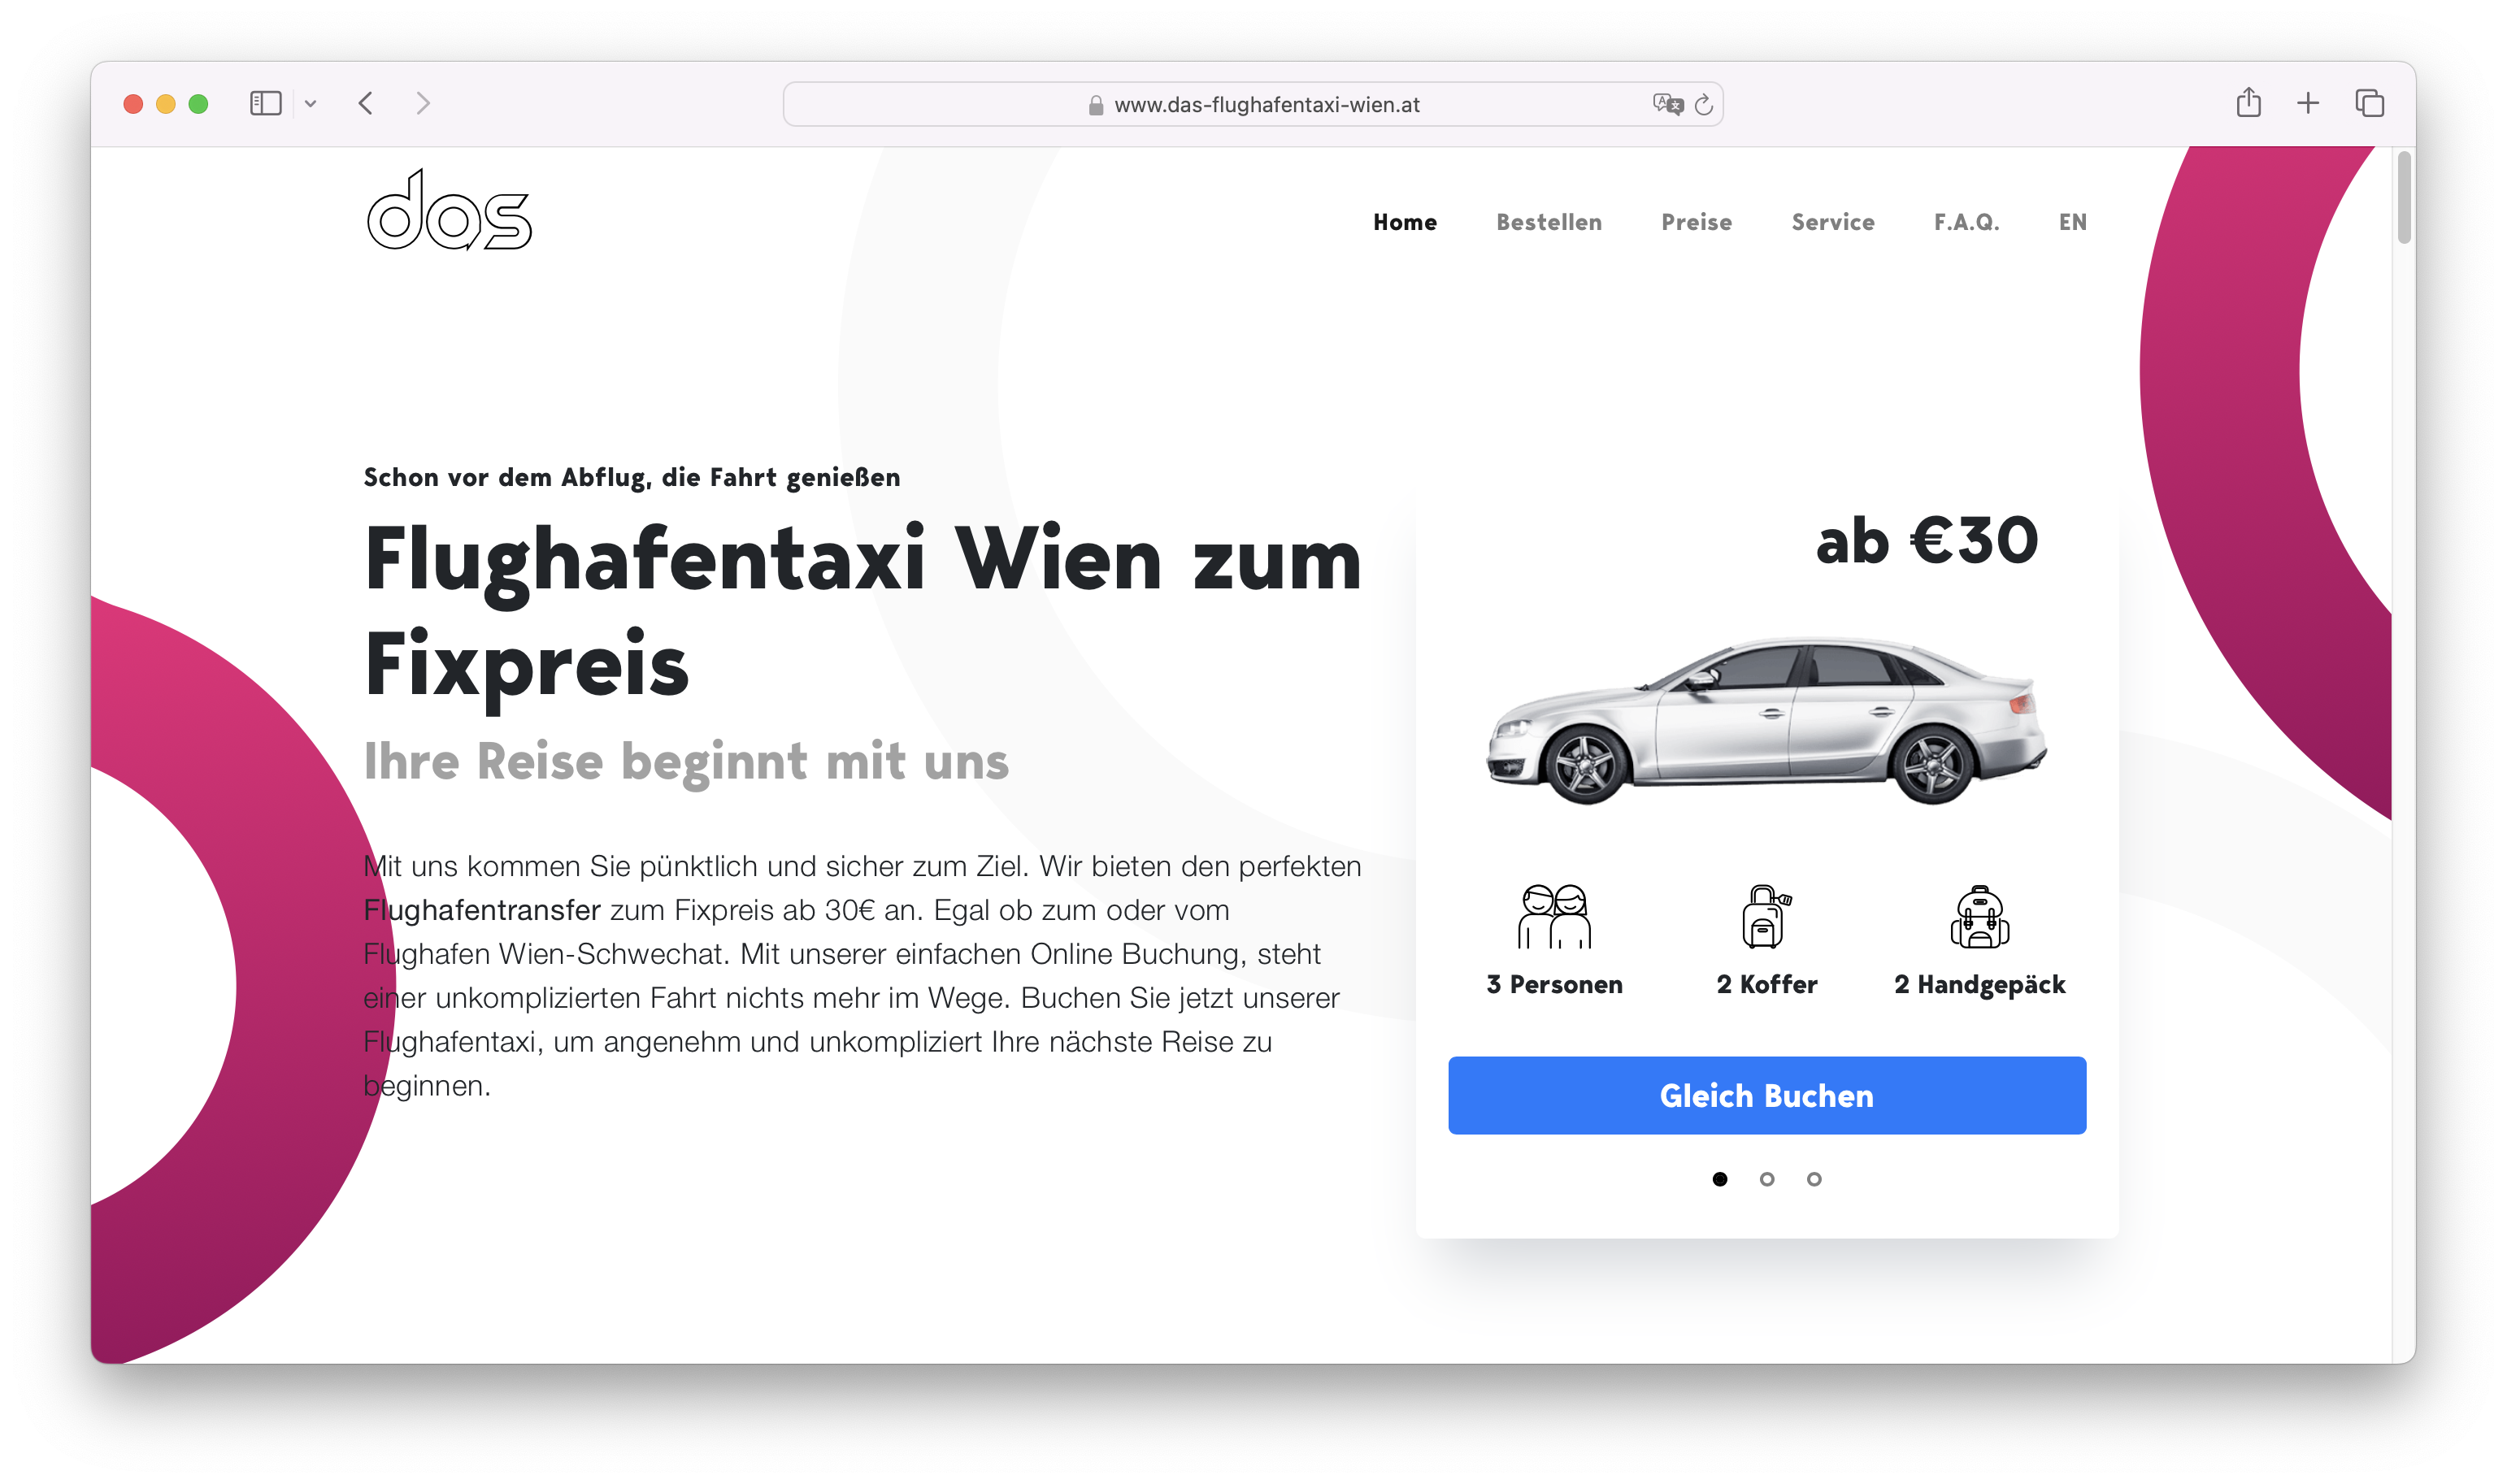 www.das-flughafentaxi-wien.at
das
Home Bestellen Preise Service F.A.Q. EN
Schon vor dem Abflug, die Fahrt genießen
Flughafentaxi Wien zum
Fixpreis
Ihre Reise beginnt mit uns
Mit uns kommen Sie pünktlich und sicher zum Ziel. Wir bieten den perfekten
Flughafentransfer zum Fixpreis ab 30€ an. Egal ob zum oder vom
Flughafen Wien-Schwechat. Mit unserer einfachen Online Buchung, steht
einer unkomplizierten Fahrt nichts mehr im Wege. Buchen Sie jetzt unserer
Flughafentaxi, um angenehm und unkompliziert Ihre nächste Reise zu
beginnen.
ab €30
3 Personen 2 Koffer 2 Handgepäck
Gleich Buchen